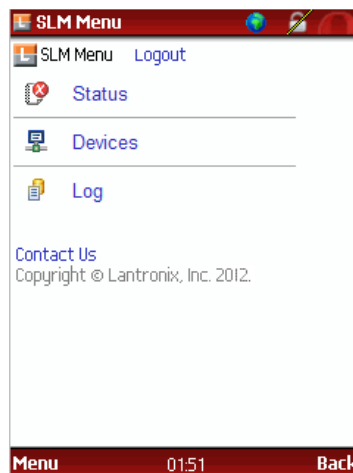 SLM Menu
SLM Menu Logout
Status
Devices
Log
Contact Us
Copyright © Lantronix, Inc. 2012.
Menu 01:51 Back